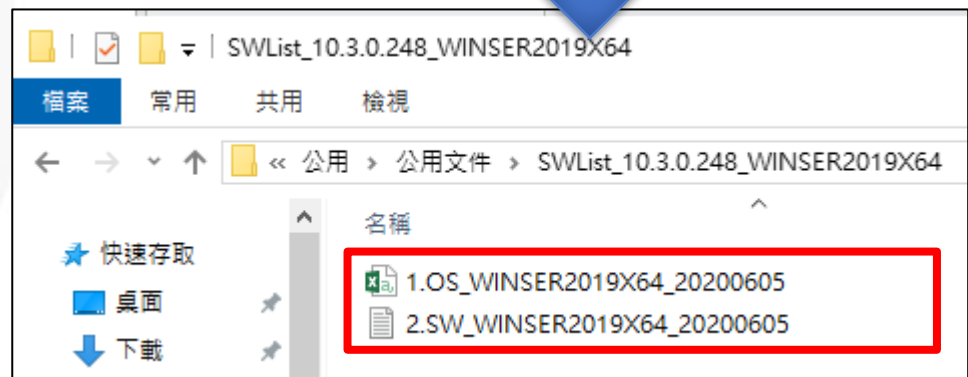 SWList_10.3.0.248_WINSER2019X64
檔案 常用 共用 檢視
« 公用 › 公用文件 › SWList_10.3.0.248_WINSER2019X64
名稱
快速存取
1.OS_WINSER2019X64_20200605
桌面
2.SW_WINSER2019X64_20200605
下載